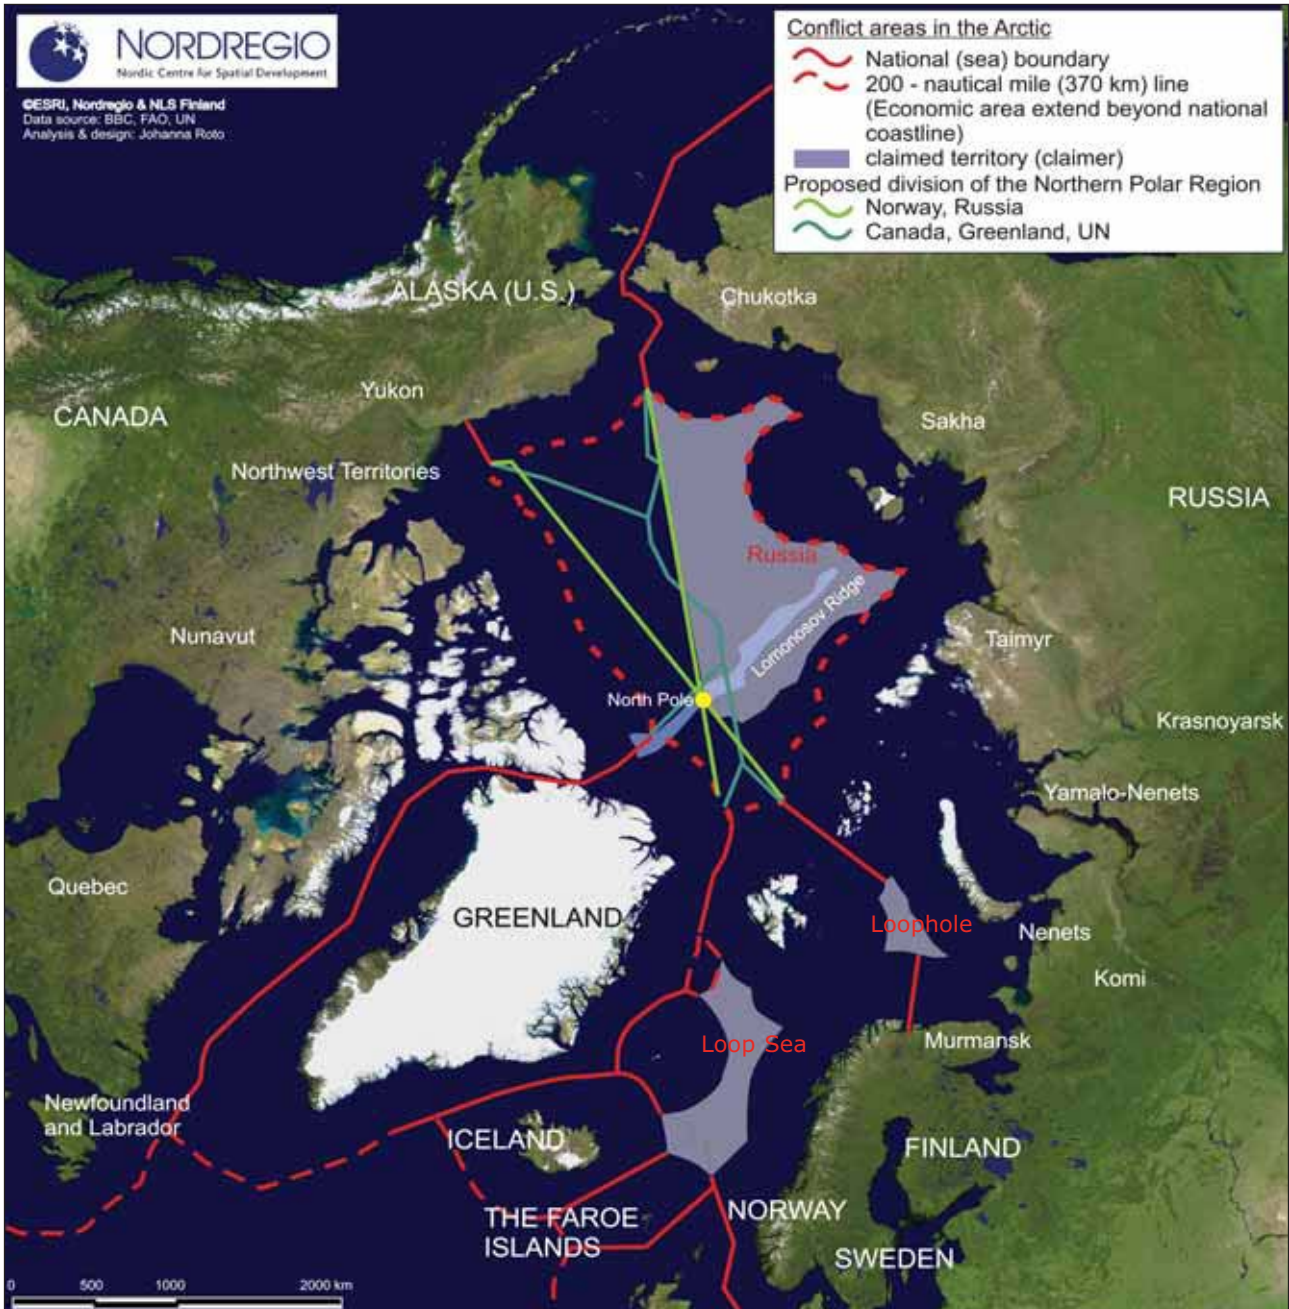 NORDREGIO
Nordic Centre for Spatial Development
©ESRI, Nordregio & NLS Finland
Data source: BBC, FAO, UN
Analysis & design: Johanna Roto
Conflict areas in the Arctic
National (sea) boundary
200 - nautical mile (370 km) line
(Economic area extend beyond national
coastline)
claimed territory (claimer)
Proposed division of the Northern Polar Region
Norway, Russia
Canada, Greenland, UN
ALASKA (U.S.)
Chukotka
Yukon
CANADA
Sakha
Northwest Territories
RUSSIA
Russia
Lomonosov Ridge
Nunavut
Taimyr
North Pole
Krasnoyarsk
Yamalo-Nenets
Quebec
GREENLAND
Loophole
Nenets
Komi
Loop Sea
Murmansk
Newfoundland
and Labrador
ICELAND
FINLAND
THE FAROE
ISLANDS
NORWAY
SWEDEN
0 500 1000 2000 km